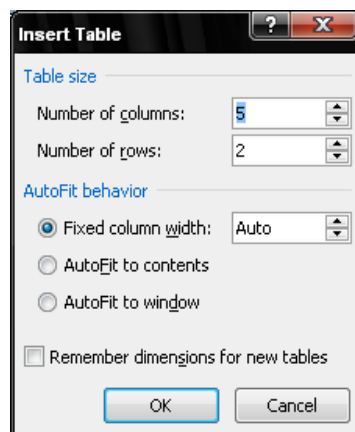 Insert Table
Table size
Number of columns: 5
Number of rows: 2
AutoFit behavior
Fixed column width: Auto
AutoFit to contents
AutoFit to window
Remember dimensions for new tables
OK Cancel